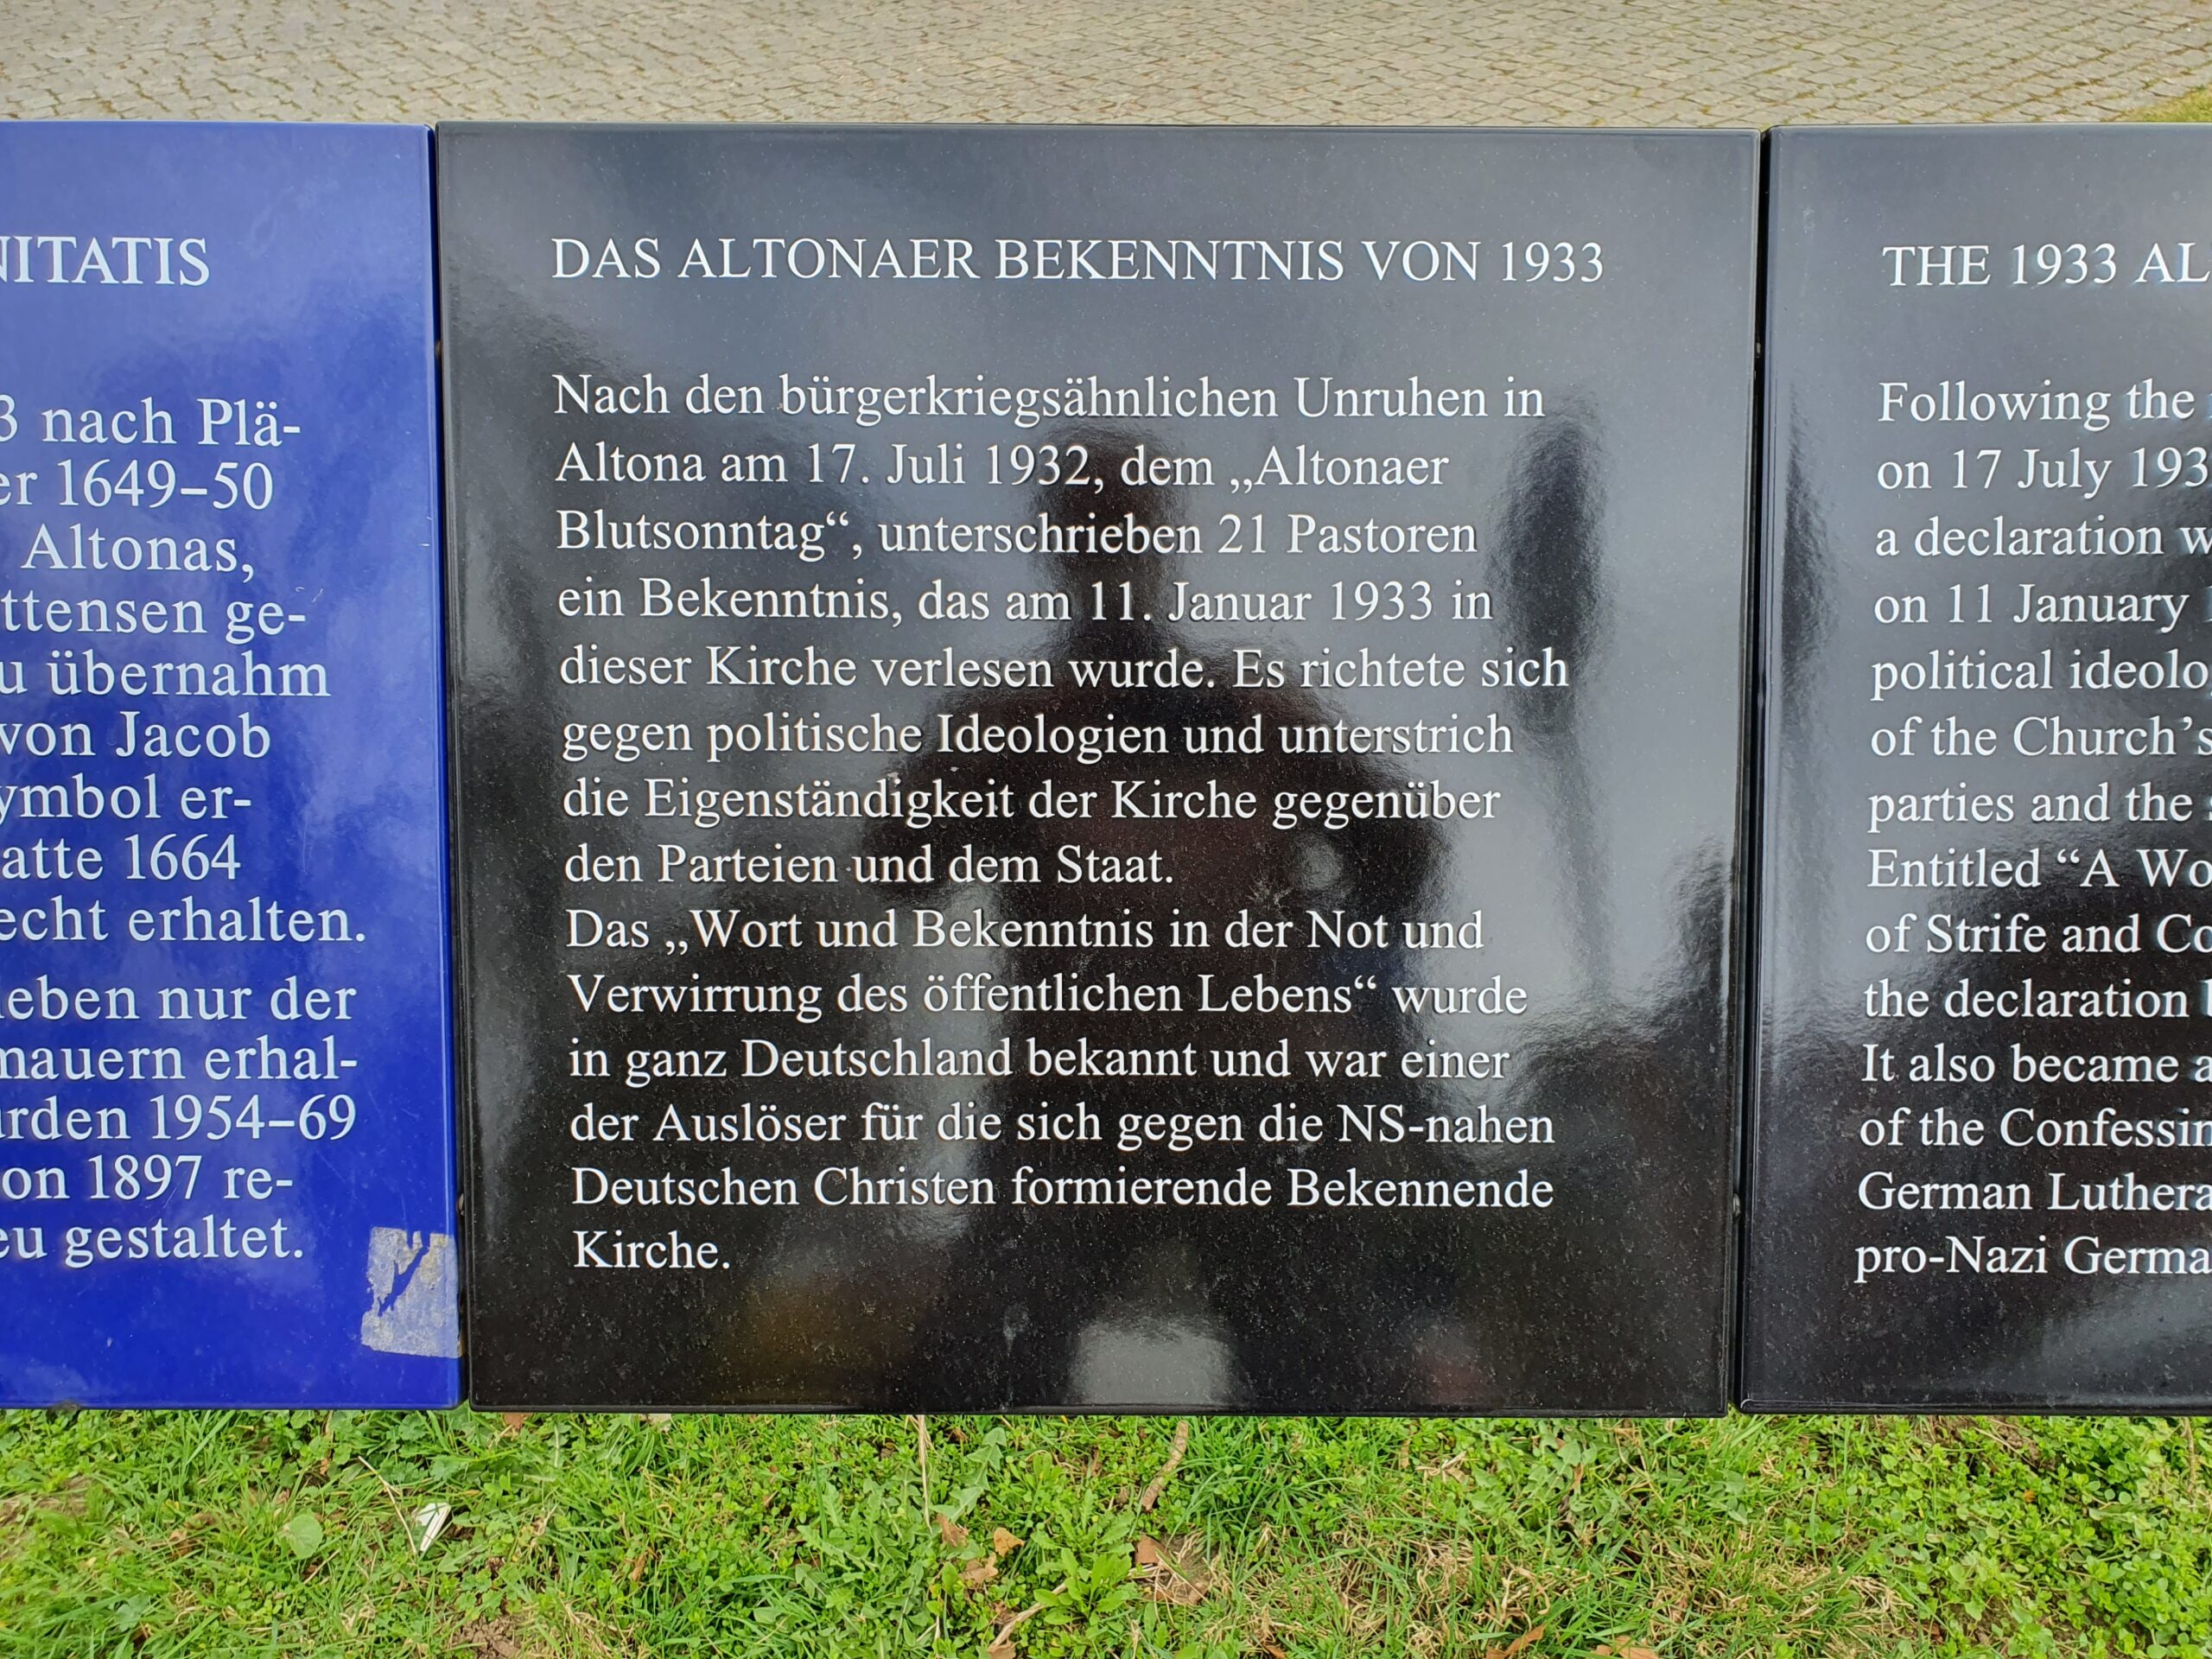 NITATIS
3 nach Plä-
er 1649–50
Altonas,
ttensen ge-
u übernahm
von Jacob
ymbol er-
atte 1664
echt erhalten.
leben nur der
mauern erhal-
urden 1954–69
on 1897 re-
eu gestaltet.
DAS ALTONAER BEKENNTNIS VON 1933
Nach den bürgerkriegsähnlichen Unruhen in
Altona am 17. Juli 1932, dem „Altonaer
Blutsonntag“, unterschrieben 21 Pastoren
ein Bekenntnis, das am 11. Januar 1933 in
dieser Kirche verlesen wurde. Es richtete sich
gegen politische Ideologien und unterstrich
die Eigenständigkeit der Kirche gegenüber
den Parteien und dem Staat.
Das „Wort und Bekenntnis in der Not und
Verwirrung des öffentlichen Lebens“ wurde
in ganz Deutschland bekannt und war einer
der Auslöser für die sich gegen die NS-nahen
Deutschen Christen formierende Bekennende
Kirche.
THE 1933 AL
Following the
on 17 July 193
a declaration w
on 11 January
political ideolo
of the Church’s
parties and the
Entitled “A Wo
of Strife and Co
the declaration
It also became a
of the Confessin
German Luthera
pro-Nazi Germa